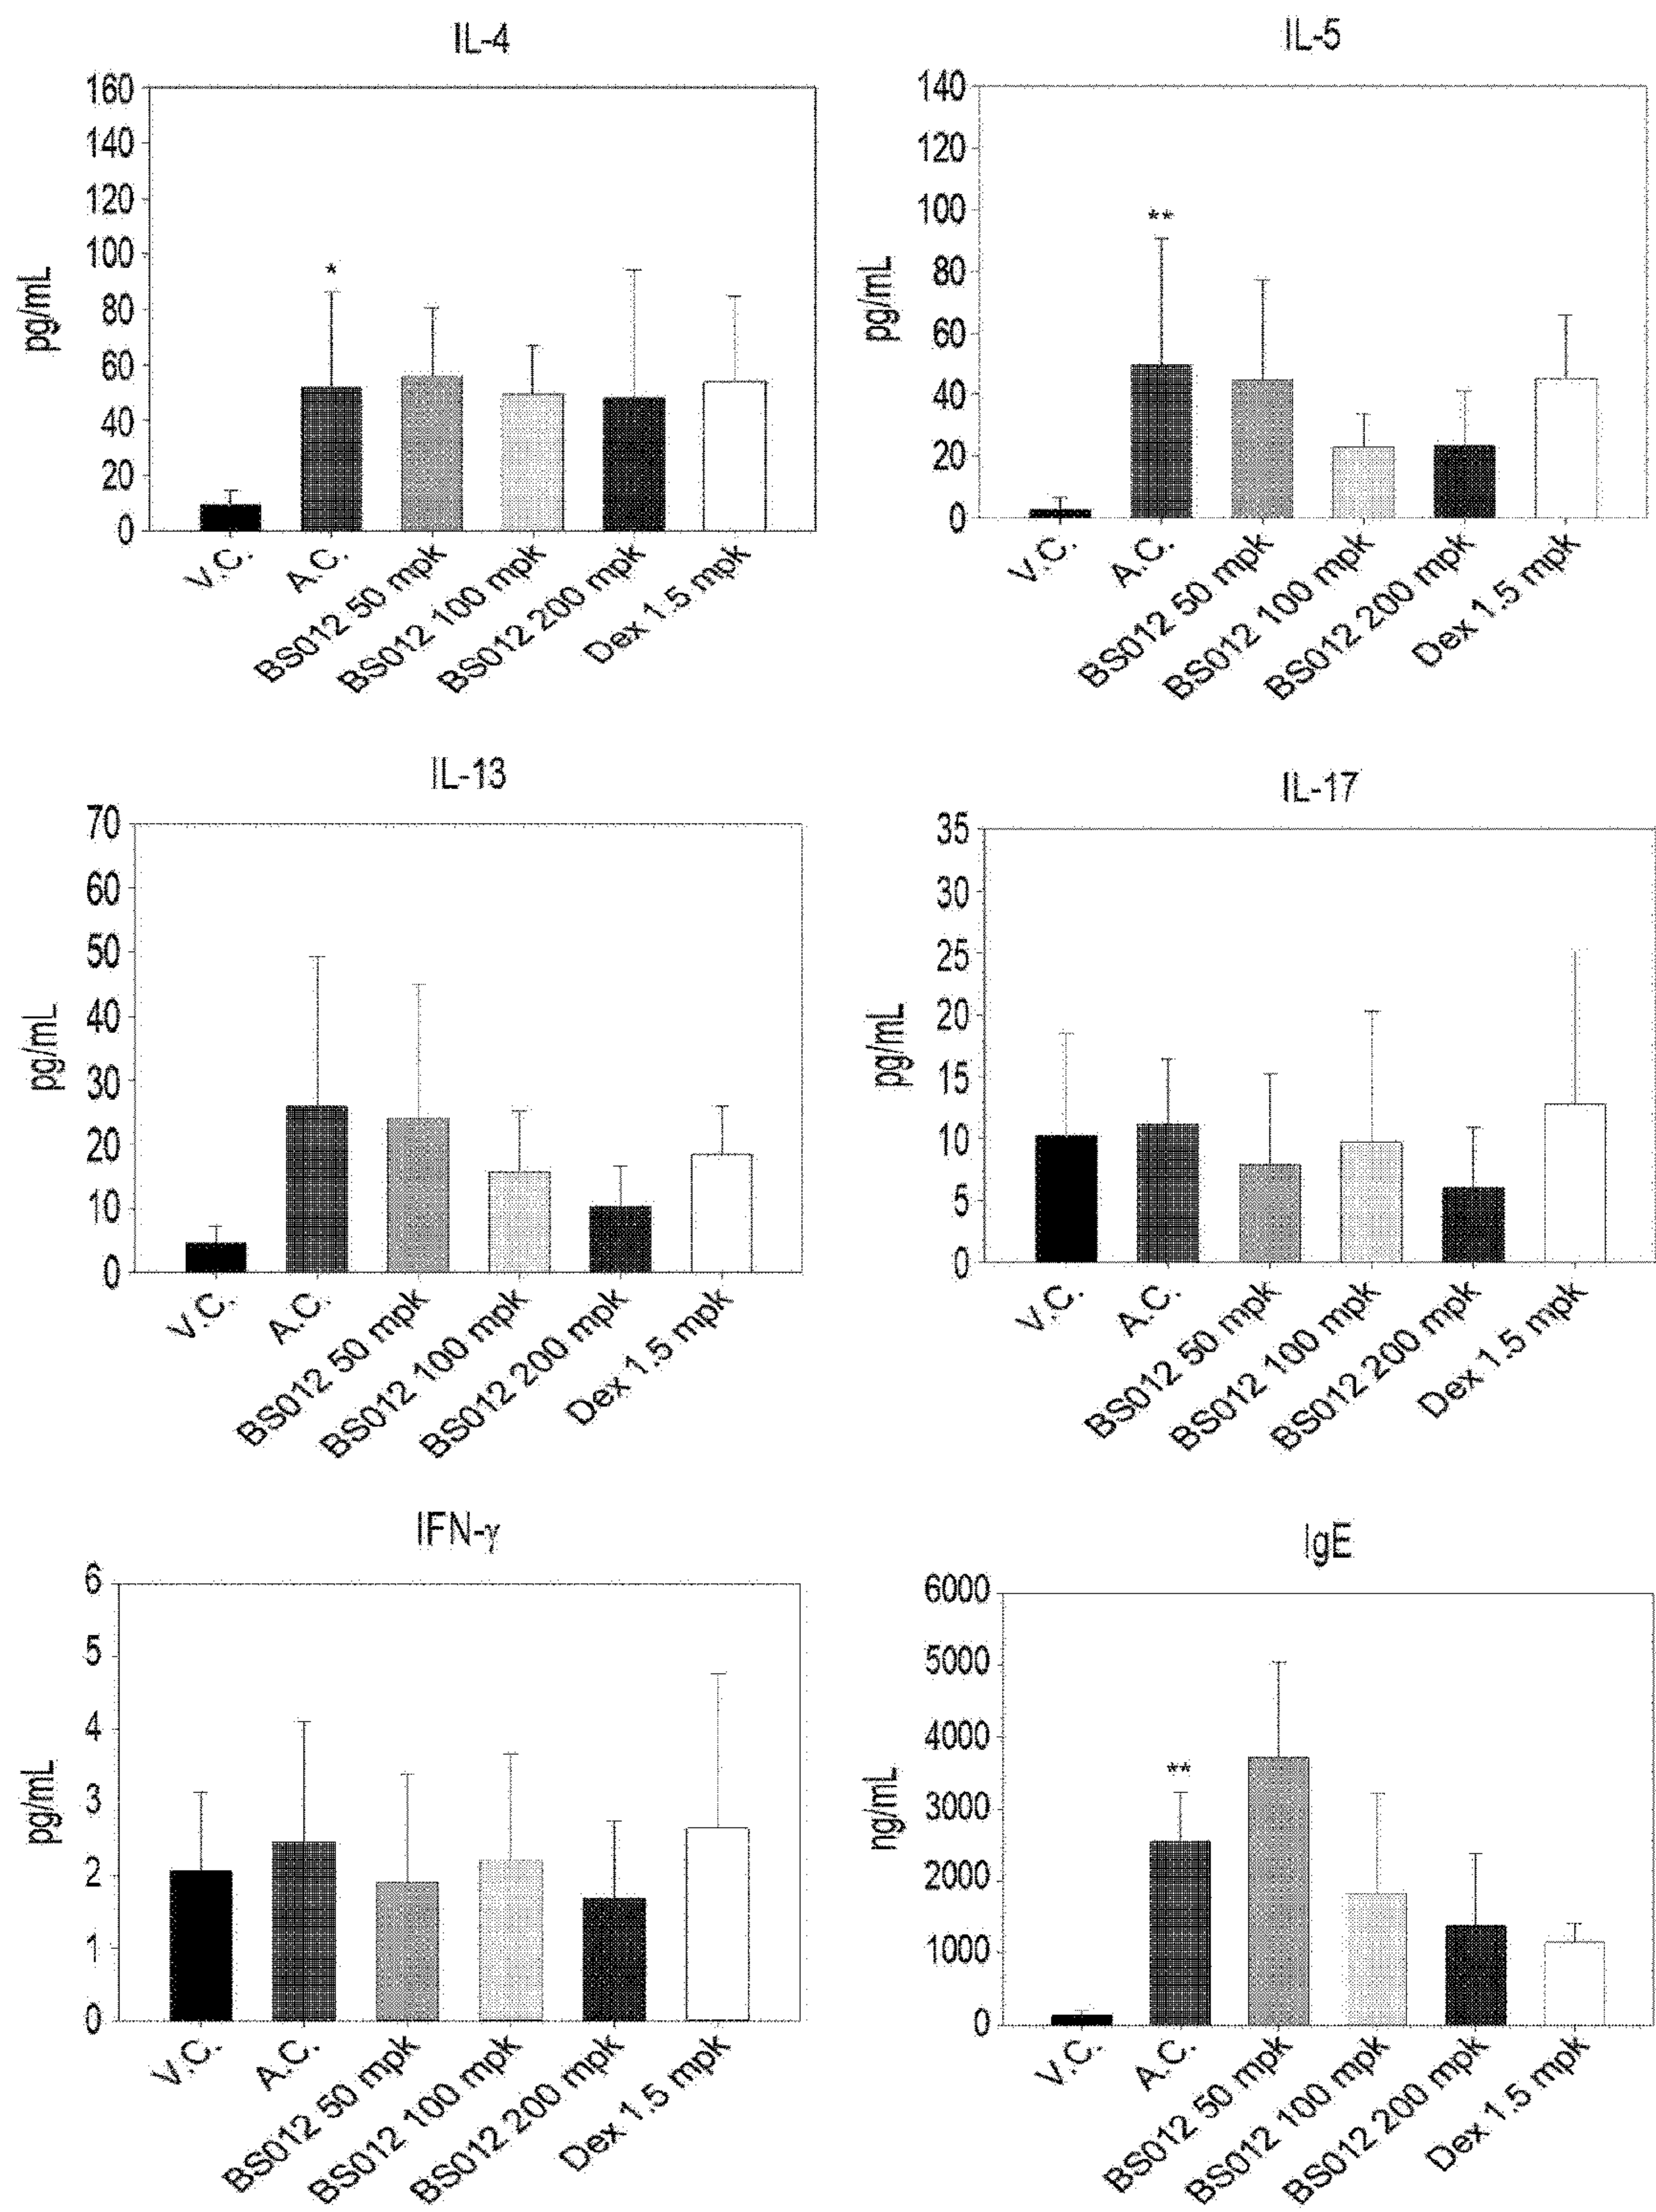 IL-4
pg/mL
160
140
120
100
80
60
40
20
0
*
V.C.
A.C.
BS012 50 mpk
BS012 100 mpk
BS012 200 mpk
Dex 1.5 mpk
IL-5
pg/mL
140
120
100
80
60
40
20
0
**
V.C.
A.C.
BS012 50 mpk
BS012 100 mpk
BS012 200 mpk
Dex 1.5 mpk
IL-13
pg/mL
70
60
50
40
30
20
10
0
V.C.
A.C.
BS012 50 mpk
BS012 100 mpk
BS012 200 mpk
Dex 1.5 mpk
IL-17
pg/mL
35
30
25
20
15
10
5
0
V.C.
A.C.
BS012 50 mpk
BS012 100 mpk
BS012 200 mpk
Dex 1.5 mpk
IFN-γ
pg/mL
6
5
4
3
2
1
0
V.C.
A.C.
BS012 50 mpk
BS012 100 mpk
BS012 200 mpk
Dex 1.5 mpk
IgE
ng/mL
6000
5000
4000
3000
2000
1000
0
**
V.C.
A.C.
BS012 50 mpk
BS012 100 mpk
BS012 200 mpk
Dex 1.5 mpk